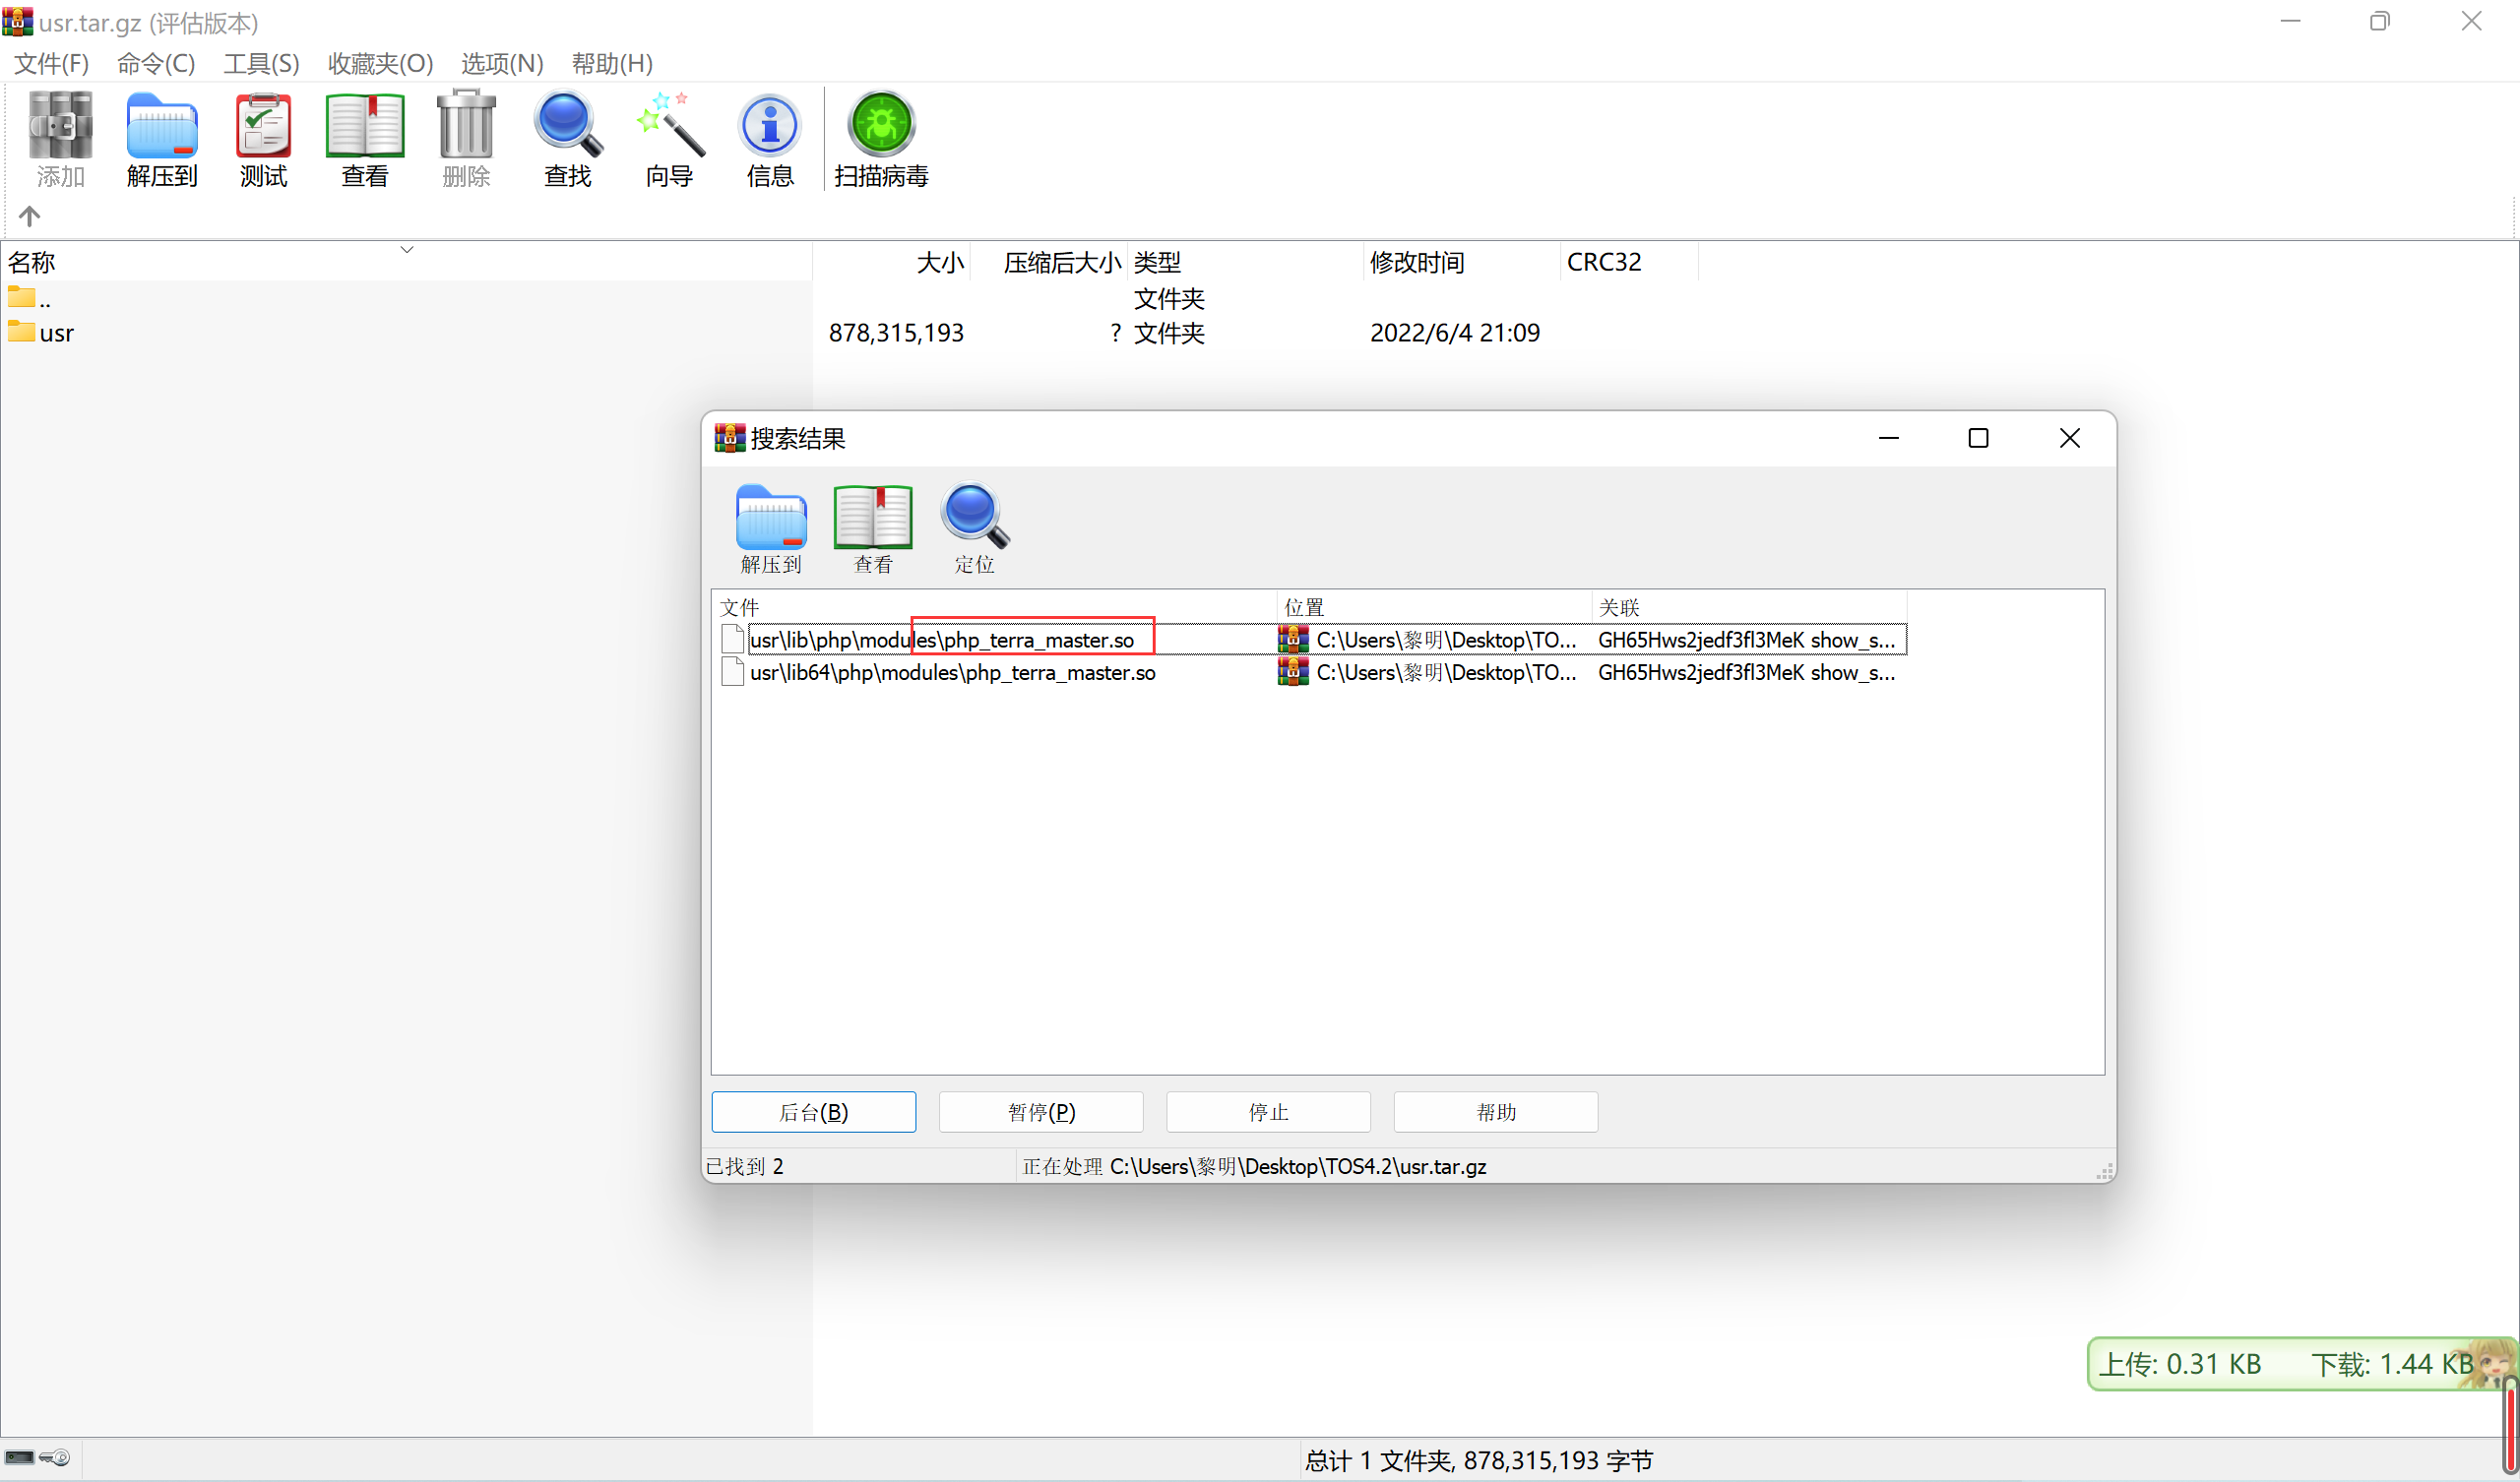 usr.tar.gz (评估版本)
文件(F) 命令(C) 工具(S) 收藏夹(O) 选项(N) 帮助(H)
添加 解压到 测试 查看 删除 查找 向导 信息 扫描病毒
名称 大小 压缩后大小 类型 修改时间 CRC32
.. 文件夹
usr 878,315,193 ? 文件夹 2022/6/4 21:09
搜索结果
解压到 查看 定位
文件 位置 关联
usr\lib\php\modules\php_terra_master.so C:\Users\黎明\Desktop\TO... GH65Hws2jedf3fl3MeK show_s...
usr\lib64\php\modules\php_terra_master.so C:\Users\黎明\Desktop\TO... GH65Hws2jedf3fl3MeK show_s...
后台(B) 暂停(P) 停止 帮助
已找到 2 正在处理 C:\Users\黎明\Desktop\TOS4.2\usr.tar.gz
上传: 0.31 KB 下载: 1.44 KB
总计 1 文件夹, 878,315,193 字节